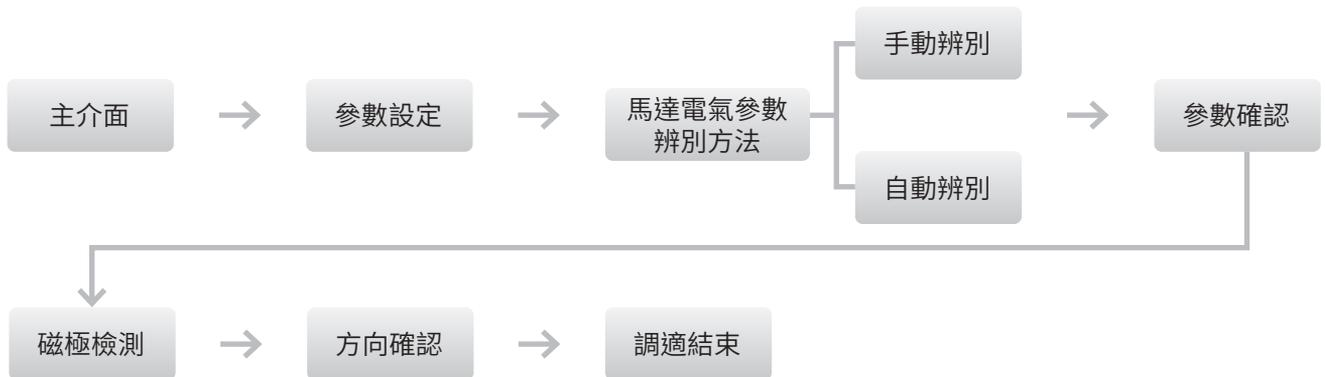 主介面
參數設定
馬達電氣參數
辨別方法
手動辨別
自動辨別
參數確認
磁極檢測
方向確認
調適結束